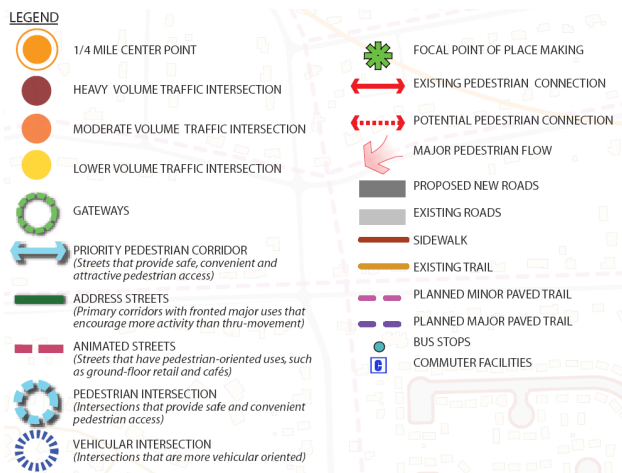 LEGEND
1/4 MILE CENTER POINT
HEAVY VOLUME TRAFFIC INTERSECTION
MODERATE VOLUME TRAFFIC INTERSECTION
LOWER VOLUME TRAFFIC INTERSECTION
GATEWAYS
PRIORITY PEDESTRIAN CORRIDOR
(Streets that provide safe, convenient and
attractive pedestrian access)
ADDRESS STREETS
(Primary corridors with fronted major uses that
encourage more activity than thru-movement)
ANIMATED STREETS
(Streets that have pedestrian-oriented uses, such
as ground-floor retail and cafés)
PEDESTRIAN INTERSECTION
(Intersections that provide safe and convenient
pedestrian access)
VEHICULAR INTERSECTION
(Intersections that are more vehicular oriented)
FOCAL POINT OF PLACE MAKING
EXISTING PEDESTRIAN CONNECTION
POTENTIAL PEDESTRIAN CONNECTION
MAJOR PEDESTRIAN FLOW
PROPOSED NEW ROADS
EXISTING ROADS
SIDEWALK
EXISTING TRAIL
PLANNED MINOR PAVED TRAIL
PLANNED MAJOR PAVED TRAIL
BUS STOPS
C COMMUTER FACILITIES